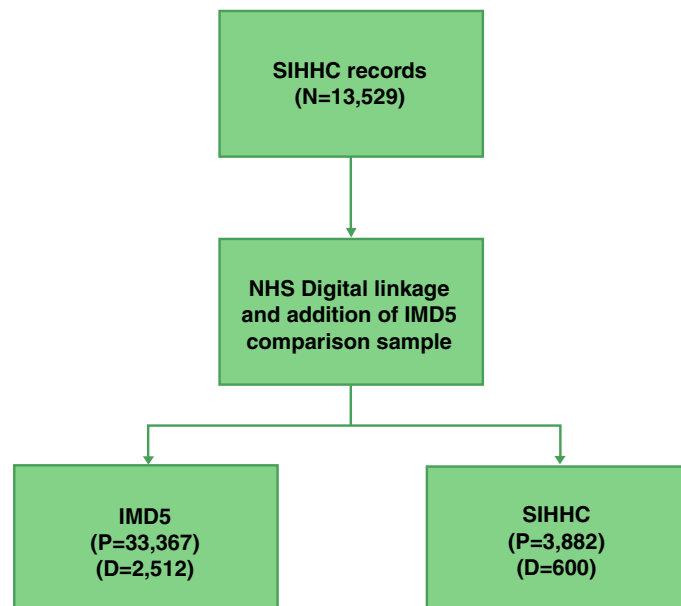 SIHHC records
(N=13,529)
NHS Digital linkage
and addition of IMD5
comparison sample
IMD5
(P=33,367)
(D=2,512)
SIHHC
(P=3,882)
(D=600)